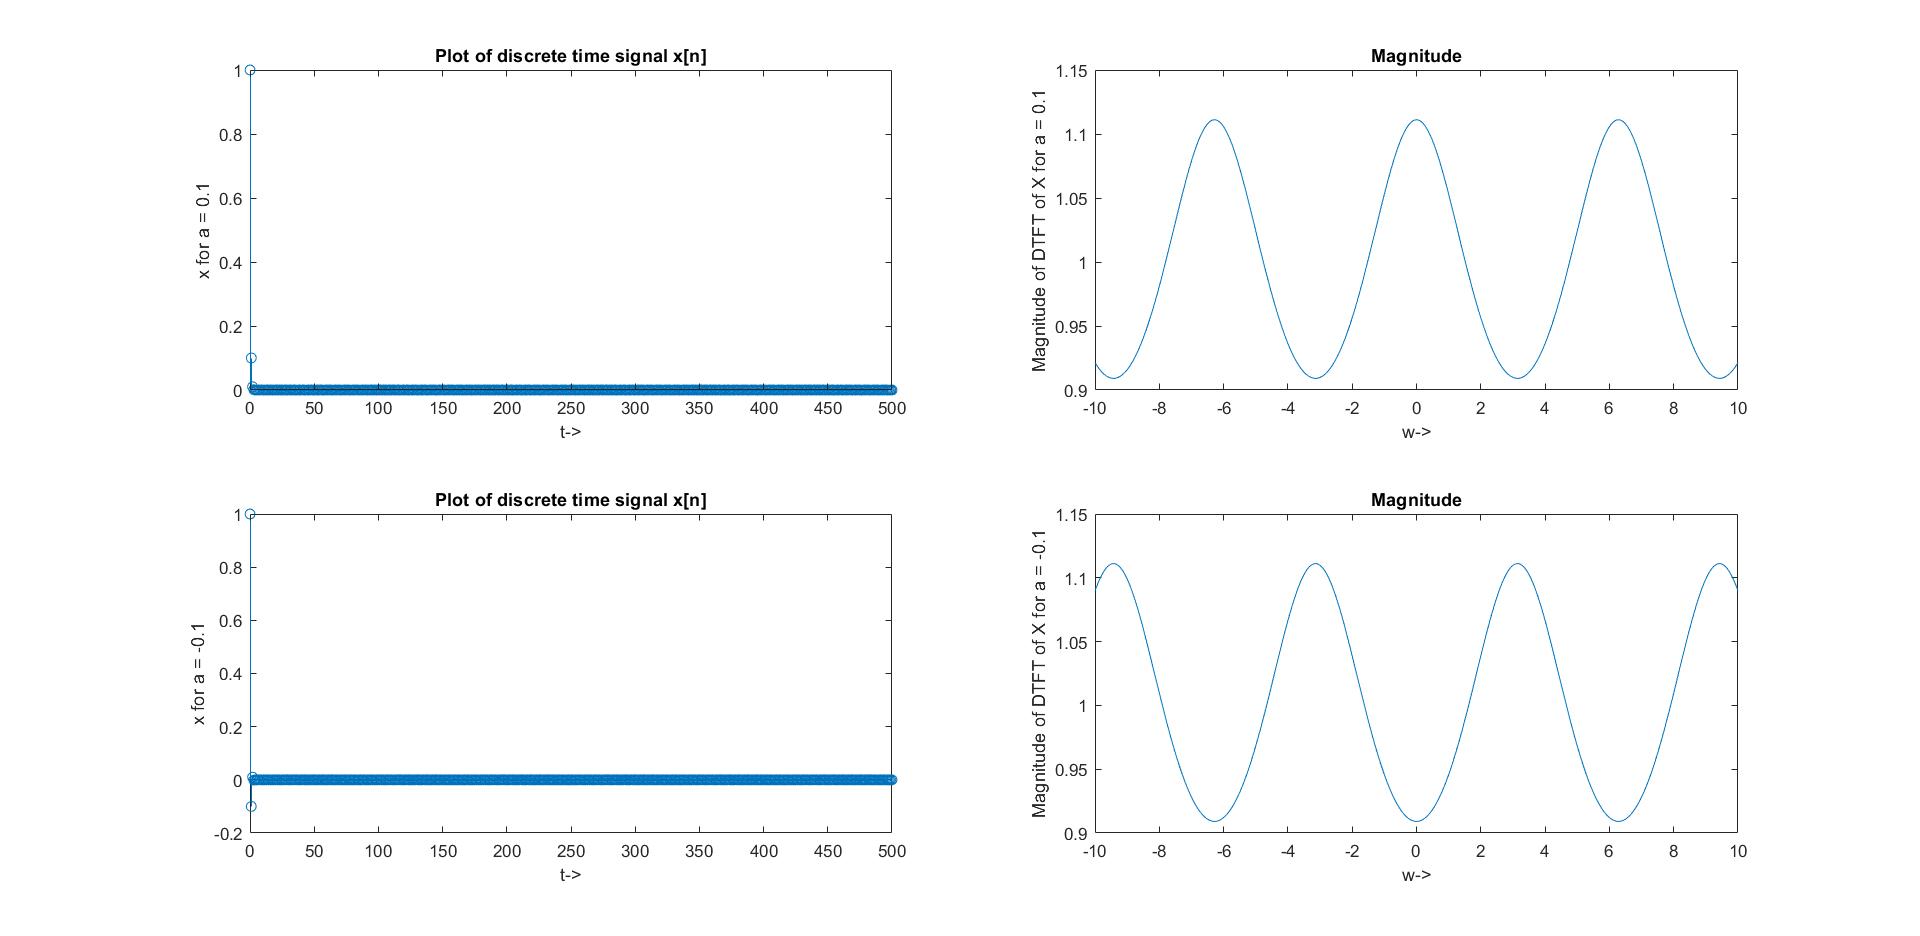 Plot of discrete time signal x[n]
1
0.8
0.6
0.4
0.2
0
x for a = 0.1
0 50 100 150 200 250 300 350 400 450 500
t->
Magnitude
1.15
1.1
1.05
1
0.95
0.9
Magnitude of DTFT of X for a = 0.1
-10 -8 -6 -4 -2 0 2 4 6 8 10
w->
Plot of discrete time signal x[n]
1
0.8
0.6
0.4
0.2
0
-0.2
x for a = -0.1
0 50 100 150 200 250 300 350 400 450 500
t->
Magnitude
1.15
1.1
1.05
1
0.95
0.9
Magnitude of DTFT of X for a = -0.1
-10 -8 -6 -4 -2 0 2 4 6 8 10
w->